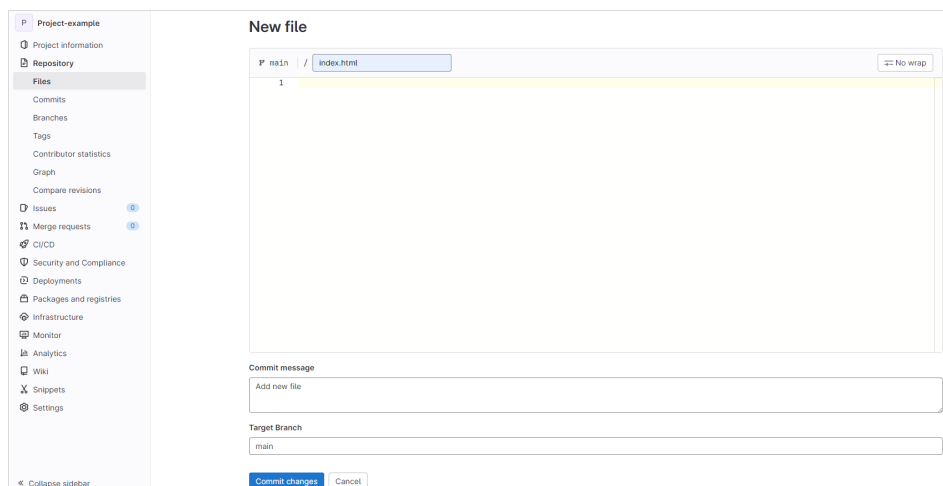 P Project-example
Project information
Repository
Files
Commits
Branches
Tags
Contributor statistics
Graph
Compare revisions
Issues 0
Merge requests 0
CI/CD
Security and Compliance
Deployments
Packages and registries
Infrastructure
Monitor
Analytics
Wiki
Snippets
Settings
Collapse sidebar
New file
main / index.html
No wrap
1
Commit message
Add new file
Target Branch
main
Commit changes Cancel